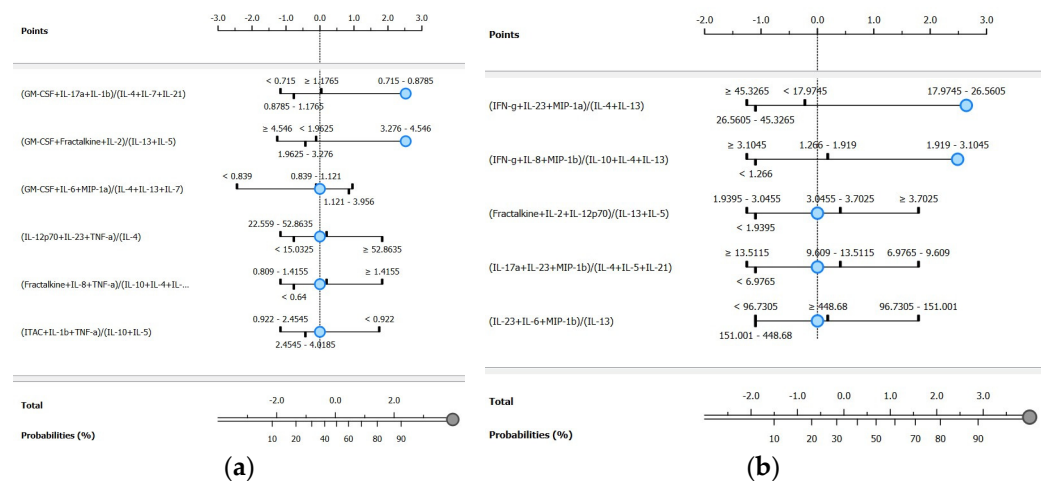 -3.0 -2.0 -1.0 0.0 1.0 2.0 3.0
Points
< 0.715 ≥ 1.1765 0.715 - 0.8785
(GM-CSF+IL-17a+IL-1b)/(IL-4+IL-7+IL-21)
0.8785 - 1.1765
≥ 4.546 < 1.9625 3.276 - 4.546
(GM-CSF+Fractalkine+IL-2)/(IL-13+IL-5)
1.9625 - 3.276
< 0.839 0.839 - 1.121
(GM-CSF+IL-6+MIP-1a)/(IL-4+IL-13+IL-7)
1.121 - 3.956
22.559 - 52.8635
(IL-12p70+IL-23+TNF-a)/(IL-4)
< 15.0325 ≥ 52.8635
0.809 - 1.4155 ≥ 1.4155
(Fractalkine+IL-8+TNF-a)/(IL-10+IL-4+IL-...
< 0.64
0.922 - 2.4545 < 0.922
(ITAC+IL-1b+TNF-a)/(IL-10+IL-5)
2.4545 - 4.0185
Total
-2.0 0.0 2.0
Probabilities (%)
10 20 30 40 50 60 70 80 90
(a)
-2.0 -1.0 0.0 1.0 2.0 3.0
Points
≥ 45.3265 < 17.9745 17.9745 - 26.5605
(IFN-g+IL-23+MIP-1a)/(IL-4+IL-13)
26.5605 - 45.3265
≥ 3.1045 1.266 - 1.919 1.919 - 3.1045
(IFN-g+IL-8+MIP-1b)/(IL-10+IL-4+IL-13)
< 1.266
1.9395 - 3.0455 3.0455 - 3.7025 ≥ 3.7025
(Fractalkine+IL-2+IL-12p70)/(IL-13+IL-5)
< 1.9395
≥ 13.5115 9.609 - 13.5115 6.9765 - 9.609
(IL-17a+IL-23+MIP-1b)/(IL-4+IL-5+IL-21)
< 6.9765
< 96.7305 ≥ 448.68 96.7305 - 151.001
(IL-23+IL-6+MIP-1b)/(IL-13)
151.001 - 448.68
Total
-2.0 -1.0 0.0 1.0 2.0 3.0
Probabilities (%)
10 20 30 50 70 80 90
(b)